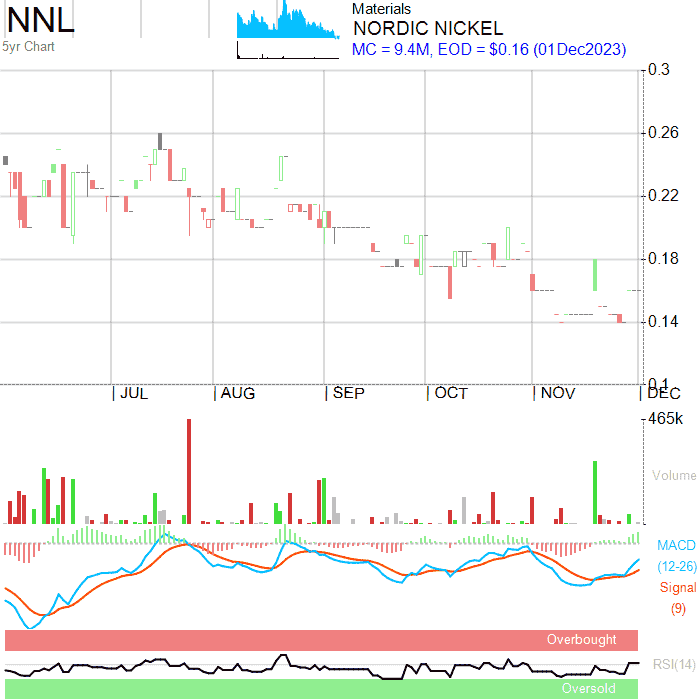 NNL
5yr Chart
Materials
NORDIC NICKEL
MC = 9.4M, EOD = $0.16 (01Dec2023)
0.3
0.26
0.22
0.18
0.14
0.1
JUL AUG SEP OCT NOV DEC
465k
Volume
MACD
(12-26)
Signal
(9)
Overbought
RSI(14)
Oversold